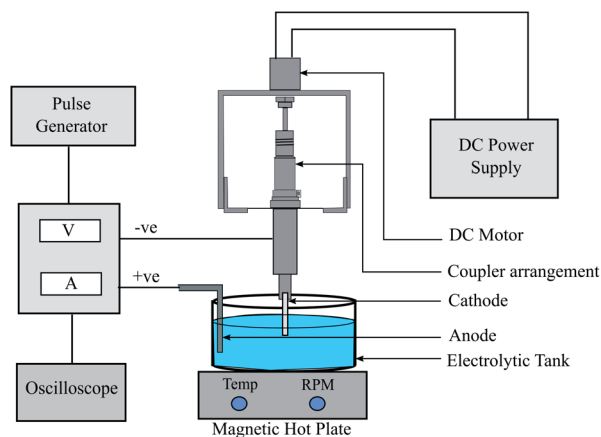 Pulse
Generator
DC Power
Supply
V
-ve
DC Motor
A
+ve
Coupler arrangement
Cathode
Anode
Electrolytic Tank
Oscilloscope
Temp
RPM
Magnetic Hot Plate